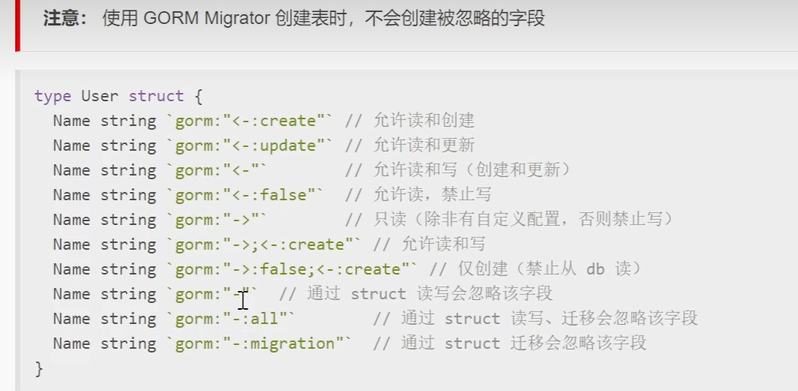 注意： 使用 GORM Migrator 创建表时，不会创建被忽略的字段
type User struct {
  Name string `gorm:"<-:create"` // 允许读和创建
  Name string `gorm:"<-:update"` // 允许读和更新
  Name string `gorm:"<-"`        // 允许读和写（创建和更新）
  Name string `gorm:"<-:false"`  // 允许读，禁止写
  Name string `gorm:"->"`        // 只读（除非有自定义配置，否则禁止写）
  Name string `gorm:"->;<-:create"` // 允许读和写
  Name string `gorm:"->:false;<-:create"` // 仅创建（禁止从 db 读）
  Name string `gorm:"-"`  // 通过 struct 读写会忽略该字段
  Name string `gorm:"-:all"`        // 通过 struct 读写、迁移会忽略该字段
  Name string `gorm:"-:migration"`  // 通过 struct 迁移会忽略该字段
}